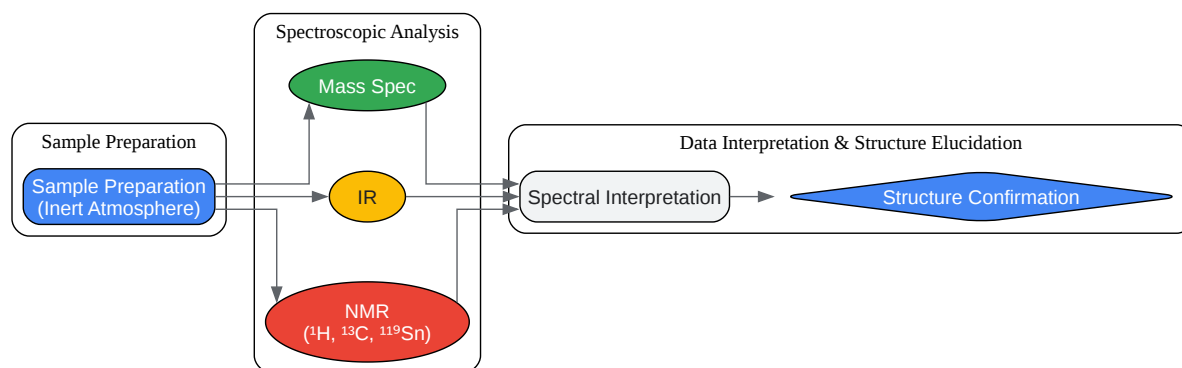 Sample Preparation
Sample Preparation
(Inert Atmosphere)
Spectroscopic Analysis
Mass Spec
IR
NMR
(¹H, ¹³C, ¹¹⁹Sn)
Data Interpretation & Structure Elucidation
Spectral Interpretation
Structure Confirmation